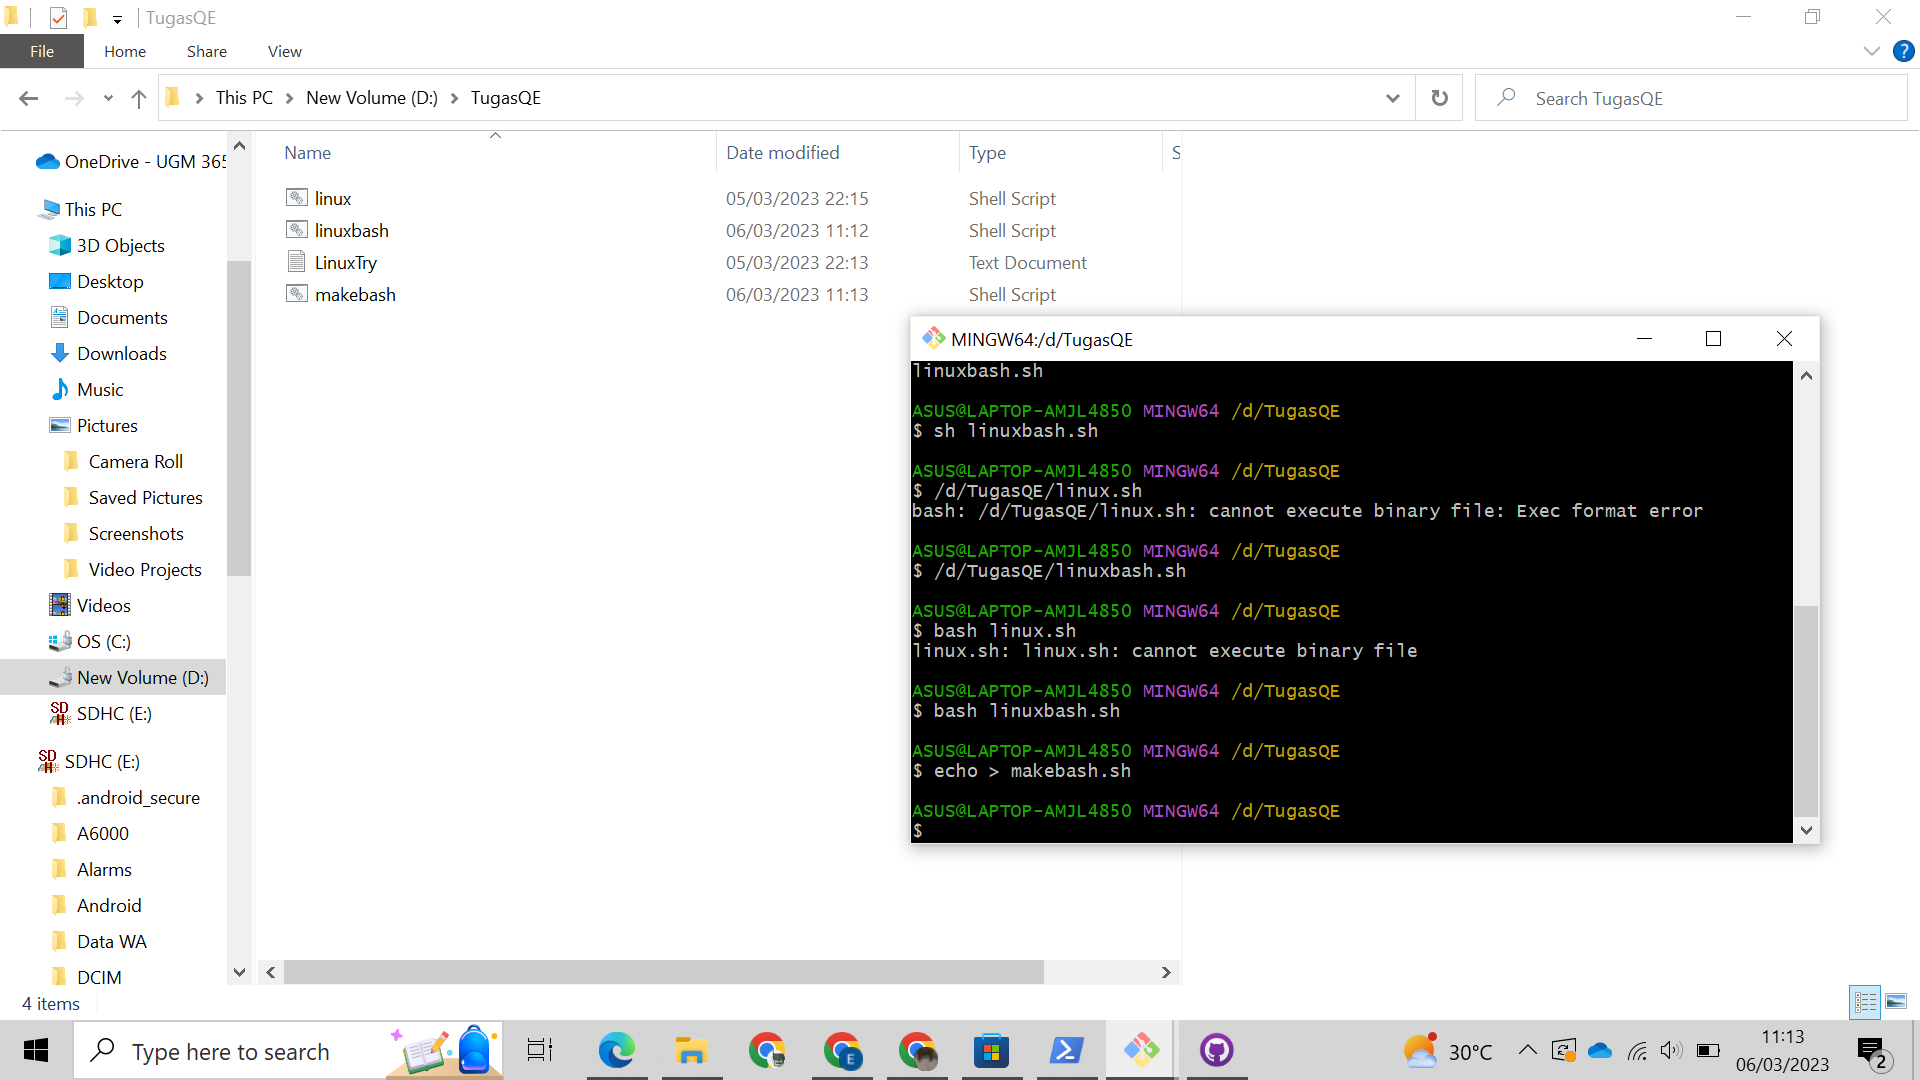 TugasQE
File
Home
Share
View
?
This PC
New Volume (D:)
TugasQE
Search TugasQE
OneDrive - UGM 365
This PC
3D Objects
Desktop
Documents
Downloads
Music
Pictures
Camera Roll
Saved Pictures
Screenshots
Video Projects
Videos
OS (C:)
New Volume (D:)
SDHC (E:)
SDHC (E:)
.android_secure
A6000
Alarms
Android
Data WA
DCIM
Name Date modified Type S
linux 05/03/2023 22:15 Shell Script
linuxbash 06/03/2023 11:12 Shell Script
LinuxTry 05/03/2023 22:13 Text Document
makebash 06/03/2023 11:13 Shell Script
MINGW64:/d/TugasQE
linuxbash.sh
ASUS@LAPTOP-AMJL4850 MINGW64 /d/TugasQE
$ sh linuxbash.sh
ASUS@LAPTOP-AMJL4850 MINGW64 /d/TugasQE
$ /d/TugasQE/linux.sh
bash: /d/TugasQE/linux.sh: cannot execute binary file: Exec format error
ASUS@LAPTOP-AMJL4850 MINGW64 /d/TugasQE
$ /d/TugasQE/linuxbash.sh
ASUS@LAPTOP-AMJL4850 MINGW64 /d/TugasQE
$ bash linux.sh
linux.sh: linux.sh: cannot execute binary file
ASUS@LAPTOP-AMJL4850 MINGW64 /d/TugasQE
$ bash linuxbash.sh
ASUS@LAPTOP-AMJL4850 MINGW64 /d/TugasQE
$ echo > makebash.sh
ASUS@LAPTOP-AMJL4850 MINGW64 /d/TugasQE
$
4 items
Type here to search
E
30°C
11:13
06/03/2023
2